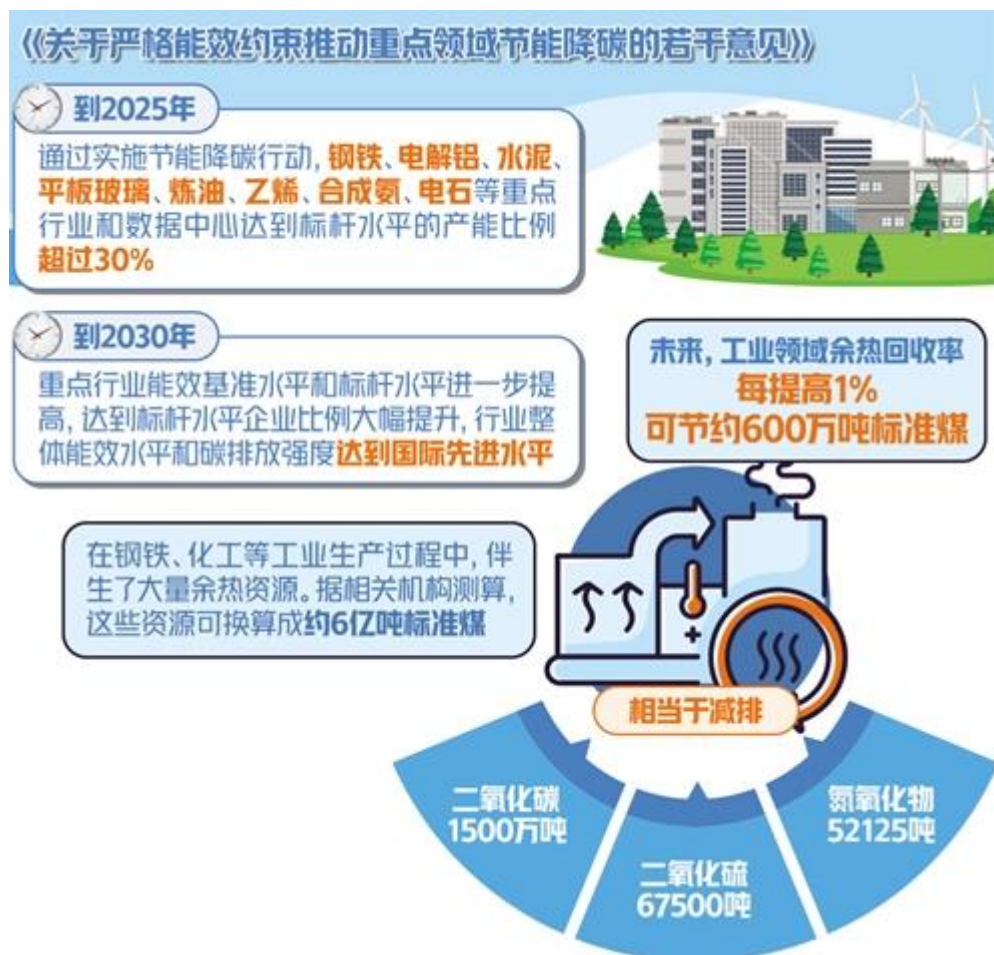 《关于严格能效约束推动重点领域节能降碳的若干意见》
到2025年
通过实施节能降碳行动,钢铁、电解铝、水泥、
平板玻璃、炼油、乙烯、合成氨、电石等重点
行业和数据中心达到标杆水平的产能比例
超过30%
到2030年
重点行业能效基准水平和标杆水平进一步提
高,达到标杆水平企业比例大幅提升,行业整
体能效水平和碳排放强度达到国际先进水平
未来,工业领域余热回收率
每提高1%
可节约600万吨标准煤
在钢铁、化工等工业生产过程中,伴
生了大量余热资源。据相关机构测算,
这些资源可换算成约6亿吨标准煤
相当于减排
二氧化碳
1500万吨
二氧化硫
67500吨
氮氧化物
52125吨